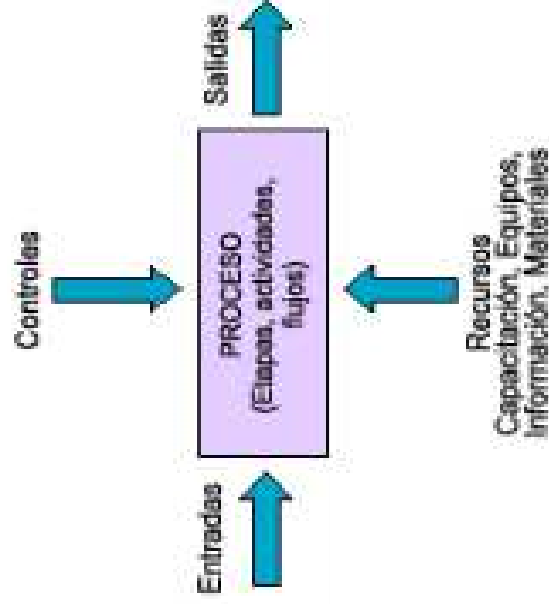 Controles
Entradas
PROCESO
(Etapas, actividades,
flujos)
Salidas
Recursos
Capacitación, Equipos,
Información, Materiales